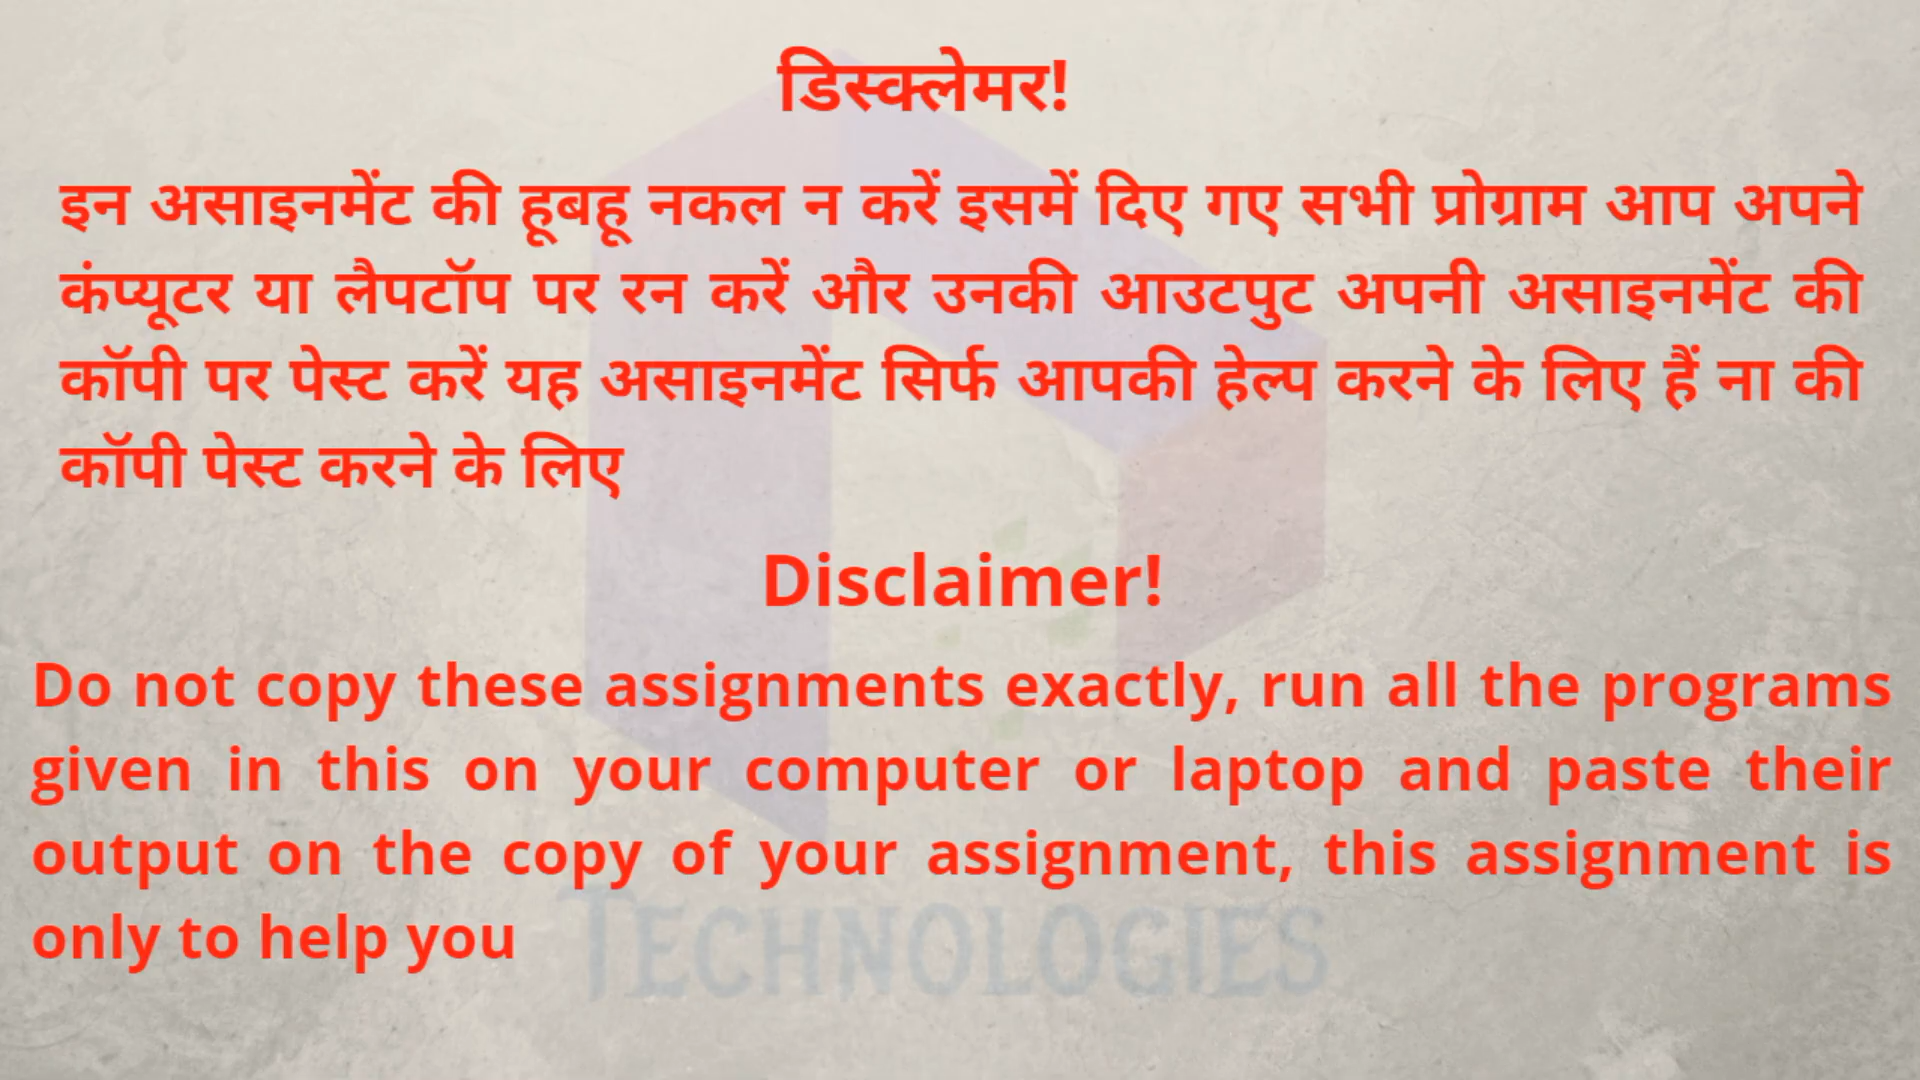 डिस्क्लेमर!
इन असाइनमेंट की हूबहू नकल न करें इसमें दिए गए सभी प्रोग्राम आप अपने
कंप्यूटर या लैपटॉप पर रन करें और उनकी आउटपुट अपनी असाइनमेंट की
कॉपी पर पेस्ट करें यह असाइनमेंट सिर्फ आपकी हेल्प करने के लिए हैं ना की
कॉपी पेस्ट करने के लिए
Disclaimer!
Do not copy these assignments exactly, run all the programs
given in this on your computer or laptop and paste their
output on the copy of your assignment, this assignment is
only to help you
TECHNOLOGIES